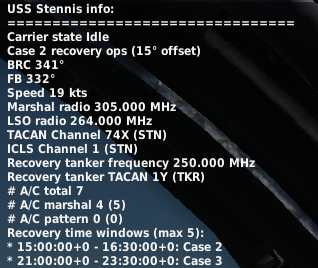 USS Stennis info:
================================
Carrier state Idle
Case 2 recovery ops (15° offset)
BRC 341°
FB 332°
Speed 19 kts
Marshal radio 305.000 MHz
LSO radio 264.000 MHz
TACAN Channel 74X (STN)
ICLS Channel 1 (STN)
Recovery tanker frequency 250.000 MHz
Recovery tanker TACAN 1Y (TKR)
# A/C total 7
# A/C marshal 4 (5)
# A/C pattern 0 (0)
Recovery time windows (max 5):
* 15:00:00+0 - 16:30:00+0: Case 2
* 21:00:00+0 - 23:30:00+0: Case 3